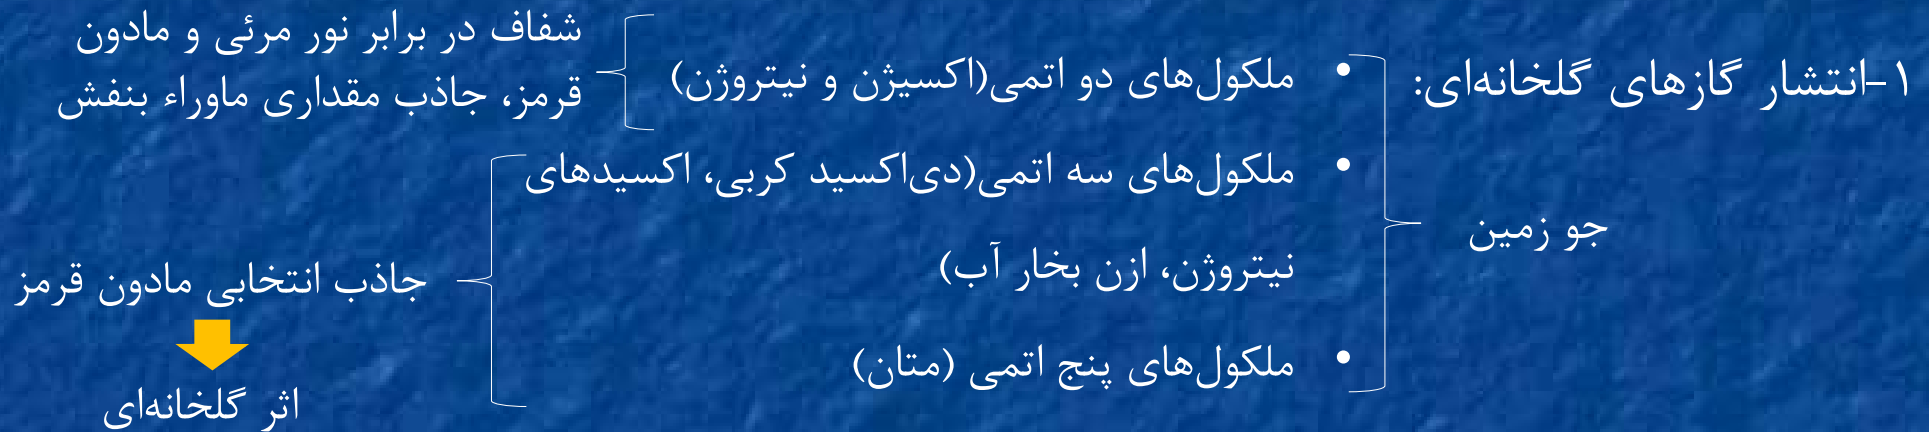 ۱-انتشار گازهای گلخانه‌ای:
جو زمین
• ملکول‌های دو اتمی(اکسیژن و نیتروژن)
شفاف در برابر نور مرئی و مادون
قرمز، جاذب مقداری ماوراء بنفش
• ملکول‌های سه اتمی(دی‌اکسید کربی، اکسیدهای
نیتروژن، ازن بخار آب)
• ملکول‌های پنج اتمی (متان)
جاذب انتخابی مادون قرمز
اثر گلخانه‌ای